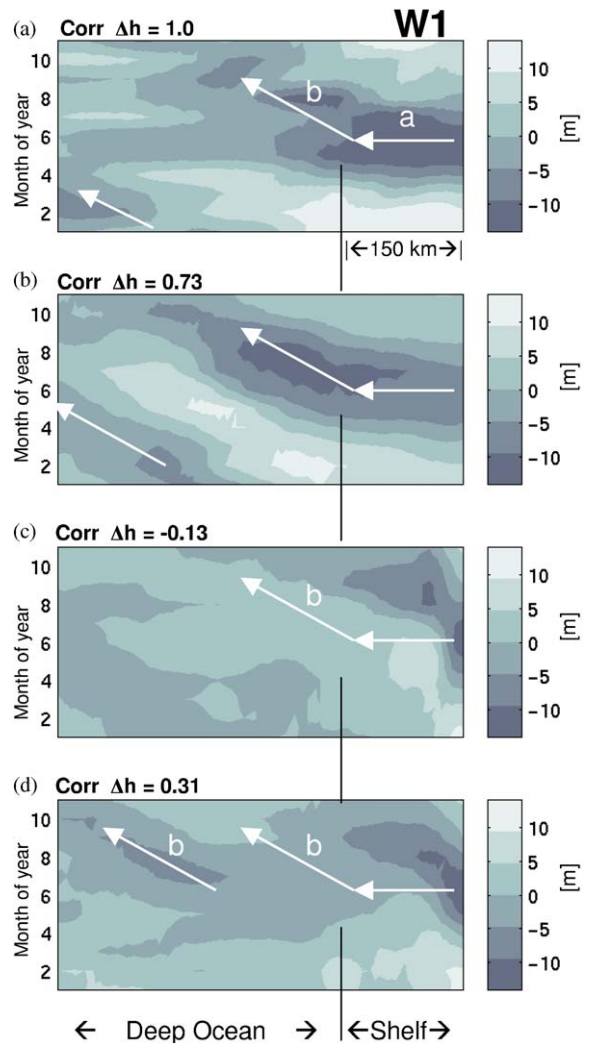 (a) Corr Δh = 1.0 W1
10
8
6
4
2
Month of year
b
a
10
5
0
−5
−10
[m]
|←150 km→|
(b) Corr Δh = 0.73
10
8
6
4
2
Month of year
10
5
0
−5
−10
[m]
(c) Corr Δh = -0.13
10
8
6
4
2
Month of year
b
10
5
0
−5
−10
[m]
(d) Corr Δh = 0.31
10
8
6
4
2
Month of year
b b
10
5
0
−5
−10
[m]
← Deep Ocean → ←Shelf→